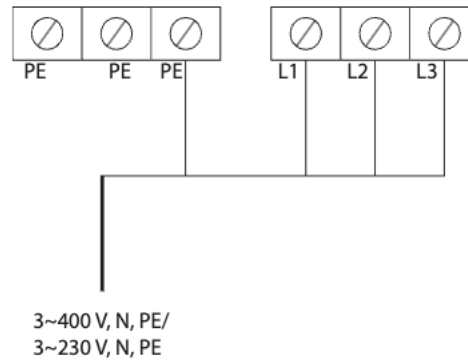 PE PE PE L1 L2 L3
3~400 V, N, PE/
3~230 V, N, PE